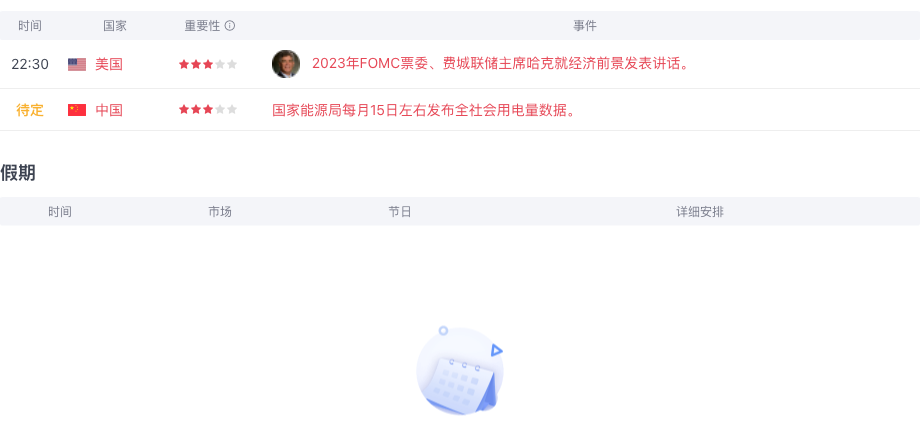 时间 国家 重要性 事件
22:30 美国 2023年FOMC票委、费城联储主席哈克就经济前景发表讲话。
待定 中国 国家能源局每月15日左右发布全社会用电量数据。
假期
时间 市场 节日 详细安排